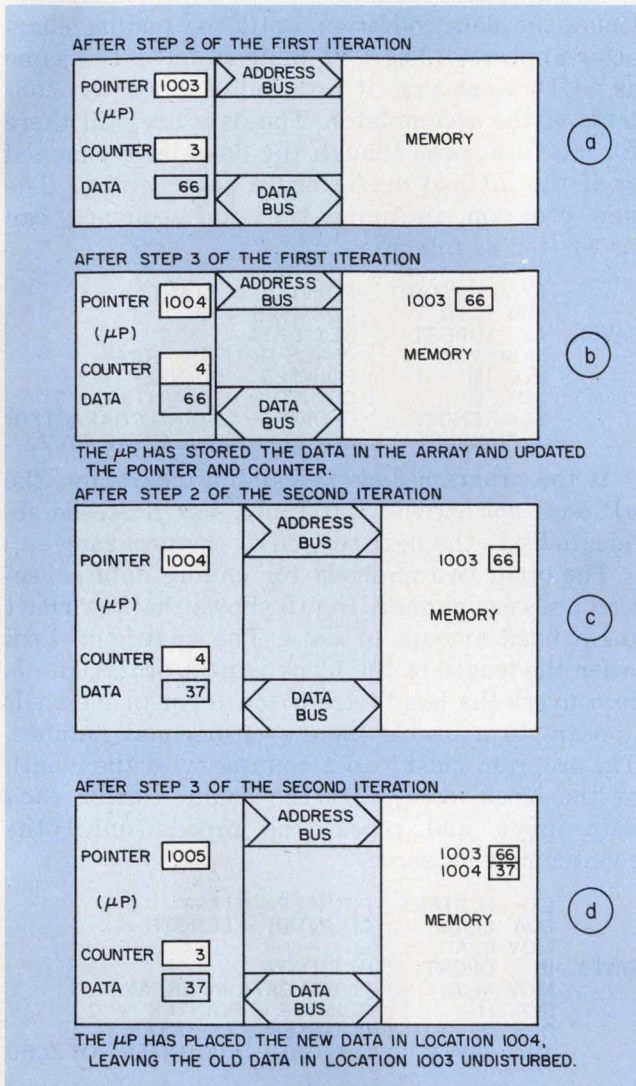 AFTER STEP 2 OF THE FIRST ITERATION
POINTER 1003
ADDRESS
BUS
(μP)
MEMORY
COUNTER 3
DATA 66
DATA
BUS
a
AFTER STEP 3 OF THE FIRST ITERATION
POINTER 1004
ADDRESS
BUS
1003 66
(μP)
MEMORY
COUNTER 4
DATA 66
DATA
BUS
b
THE μP HAS STORED THE DATA IN THE ARRAY AND UPDATED
THE POINTER AND COUNTER.
AFTER STEP 2 OF THE SECOND ITERATION
ADDRESS
BUS
POINTER 1004
1003 66
(μP)
MEMORY
COUNTER 4
DATA 37
DATA
BUS
c
AFTER STEP 3 OF THE SECOND ITERATION
ADDRESS
BUS
POINTER 1005
1003 66
1004 37
(μP)
MEMORY
COUNTER 3
DATA 37
DATA
BUS
d
THE μP HAS PLACED THE NEW DATA IN LOCATION 1004,
LEAVING THE OLD DATA IN LOCATION 1003 UNDISTURBED.